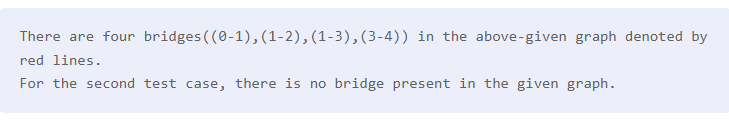 There are four bridges((0-1),(1-2),(1-3),(3-4)) in the above-given graph denoted by
red lines.
For the second test case, there is no bridge present in the given graph.